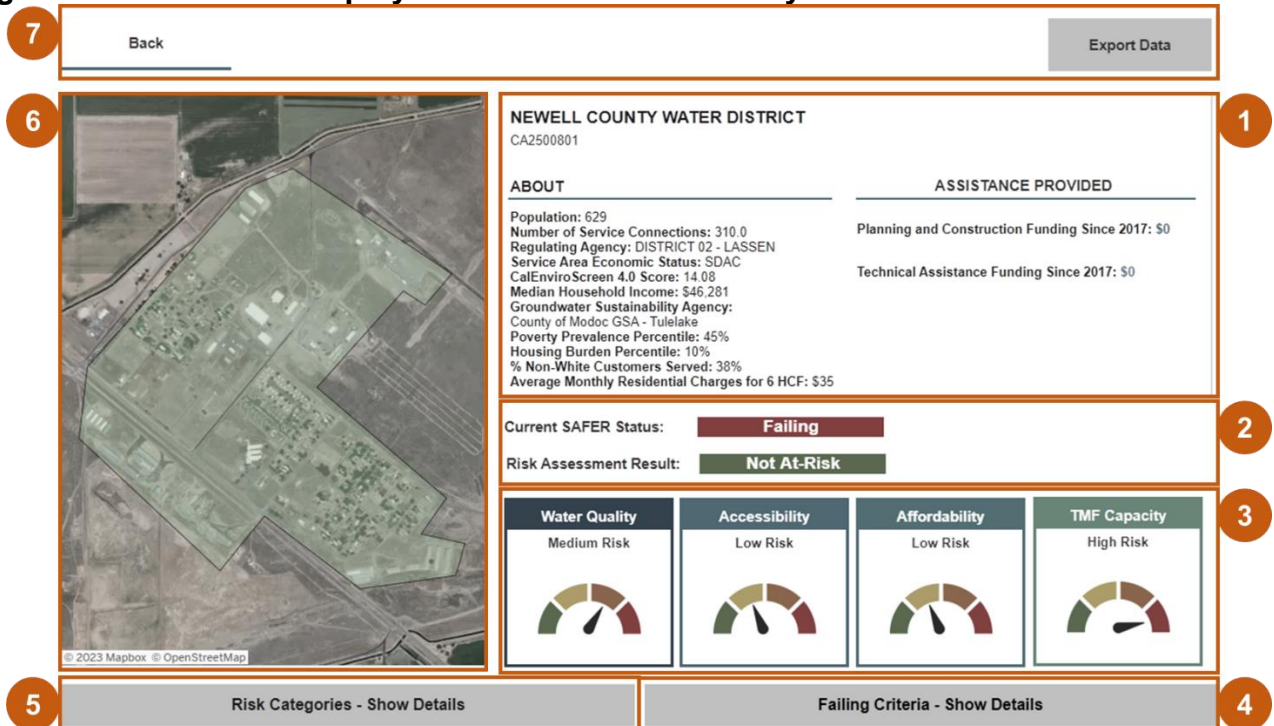 7
Back
Export Data
6
NEWELL COUNTY WATER DISTRICT
CA2500801
1
ABOUT
Population: 629
Number of Service Connections: 310.0
Regulating Agency: DISTRICT 02 - LASSEN
Service Area Economic Status: SDAC
CalEnviroScreen 4.0 Score: 14.08
Median Household Income: $46,281
Groundwater Sustainability Agency:
County of Modoc GSA - Tulelake
Poverty Prevalence Percentile: 45%
Housing Burden Percentile: 10%
% Non-White Customers Served: 38%
Average Monthly Residential Charges for 6 HCF: $35
ASSISTANCE PROVIDED
Planning and Construction Funding Since 2017: $0
Technical Assistance Funding Since 2017: $0
Current SAFER Status: Failing
2
Risk Assessment Result: Not At-Risk
Water Quality
Medium Risk
Accessibility
Low Risk
Affordability
Low Risk
TMF Capacity
High Risk
3
© 2023 Mapbox © OpenStreetMap
5
Risk Categories - Show Details
Failing Criteria - Show Details
4